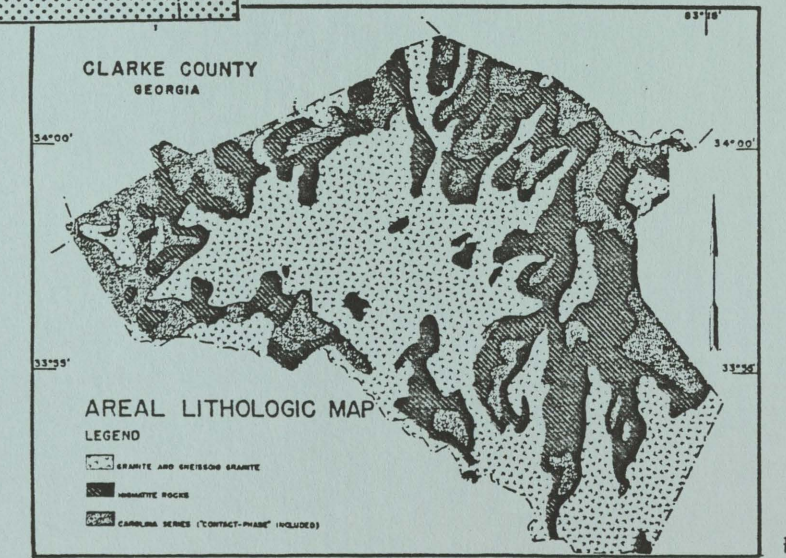 83°15'
CLARKE COUNTY
GEORGIA
34°00'
34°00'
33°55'
33°55'
AREAL LITHOLOGIC MAP
LEGEND
GRANITE AND GNEISSOID GRANITE
MIGMATITE ROCKS
CAROLINA SERIES ("CONTACT-PHASE" INCLUDED)